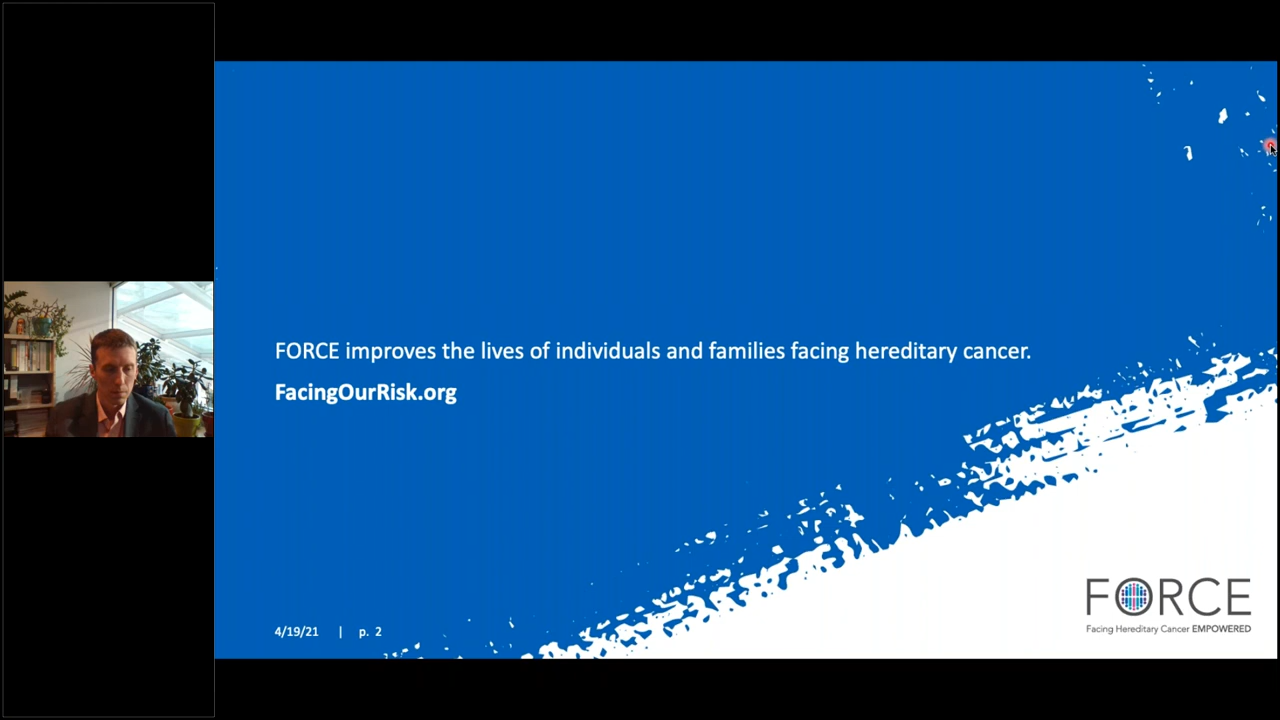 FORCE improves the lives of individuals and families facing hereditary cancer.
FacingOurRisk.org
4/19/21 | p. 2
FORCE
Facing Hereditary Cancer EMPOWERED